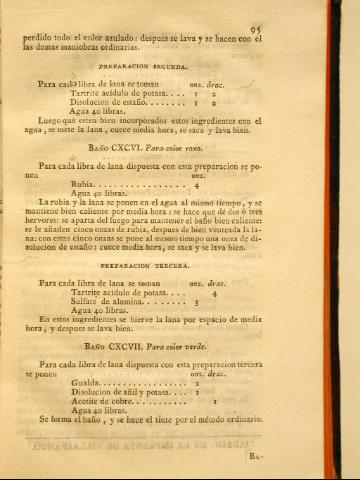 95
perdido todo el color azulado: despues se lava y se hacen con el
las demas maniobras ordinarias.
PREPARACION SEGUNDA.
Para cada libra de lana se toman onz. drac.
Tartrite acídulo de potasa. . . . 1 2
Disolucion de estaño. . . . . . . . 1 2
Agua 40 libras.
Luego que esten bien incorporados estos ingredientes con el
agua, se mete la lana, cuece media hora, se saca y lava bien.
BAÑO CXCVI. Para color roxo.
Para cada libra de lana dispuesta con esta preparacion se po-
nen onz.
Rubia. . . . . . . . . . . . . . . . . 4
Agua 40 libras.
La rubia y la lana se ponen en el agua al mismo tiempo, y se
mantiene bien caliente por media hora: se hace que dé dos ó tres
hervores: se aparta del fuego para mantener el baño bien caliente:
se le añaden cinco onzas de rubia, despues de bien venteada la la-
na: con estas cinco onzas se pone al mismo tiempo una onza de di-
solucion de estaño: cuece media hora, se saca y se lava bien.
PREPARACION TERCERA.
Para cada libra de lana se toman onz. drac.
Tartrite acídulo de potasa. . . . 4
Sulfate de alumina. . . . . . . . 3
Agua 40 libras.
En estos ingredientes se hierve la lana por espacio de media
hora, y despues se lava bien.
BAÑO CXCVII. Para color verde.
Para cada libra de lana dispuesta con esta preparacion tercera
se ponen onz. drac.
Gualda. . . . . . . . . . . . . . . 2
Disolucion de añil y potasa. . . . 1
Acetite de cobre. . . . . . . . . . 1
Agua 40 libras.
Se forma el baño, y se hace el tinte por el método ordinario.
BA-